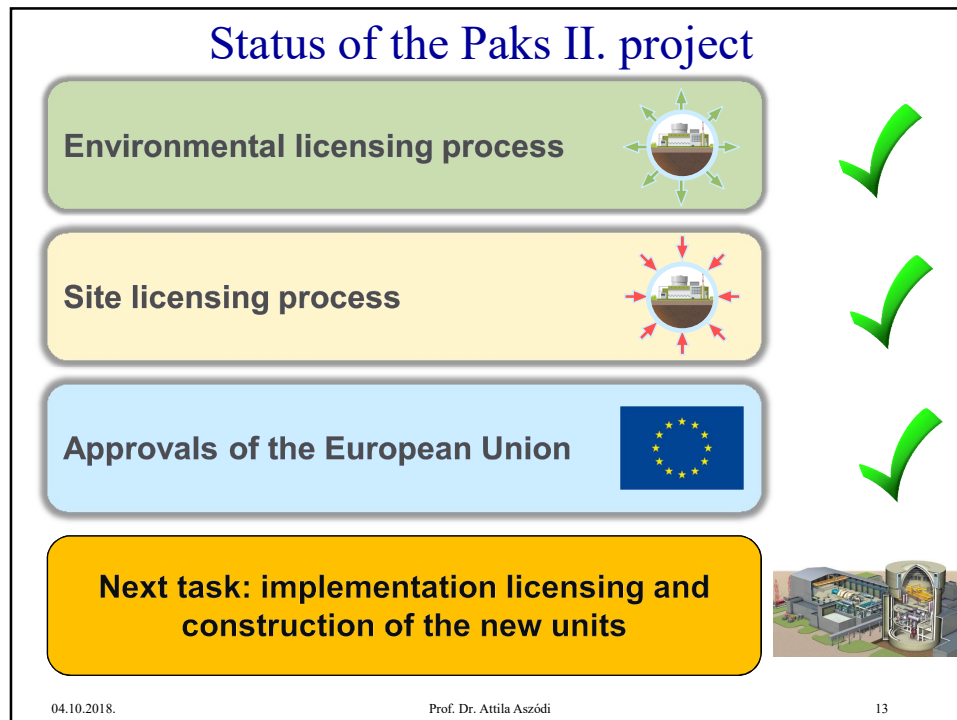 Status of the Paks II. project
Environmental licensing process
Site licensing process
Approvals of the European Union
Next task: implementation licensing and
construction of the new units
04.10.2018.
Prof. Dr. Attila Aszódi
13